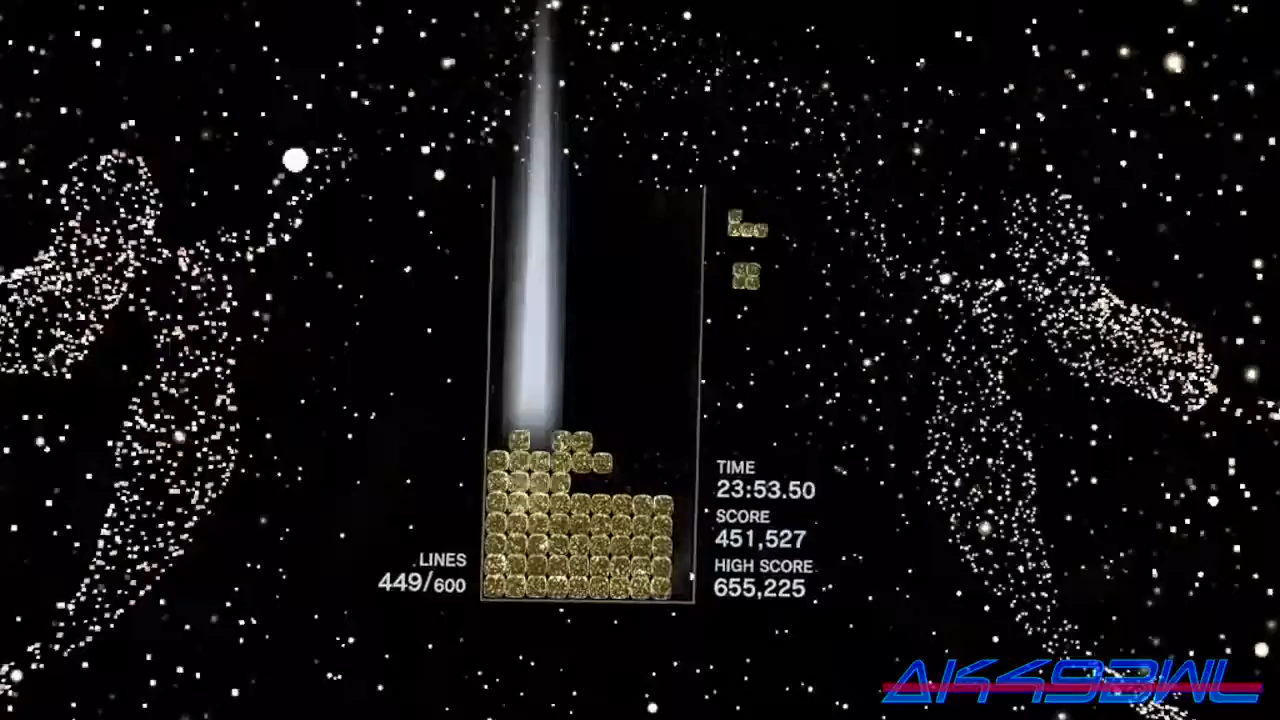 TIME
23:53.50
SCORE
451,527
LINES
449/600
HIGH SCORE
655,225
AK49BWL